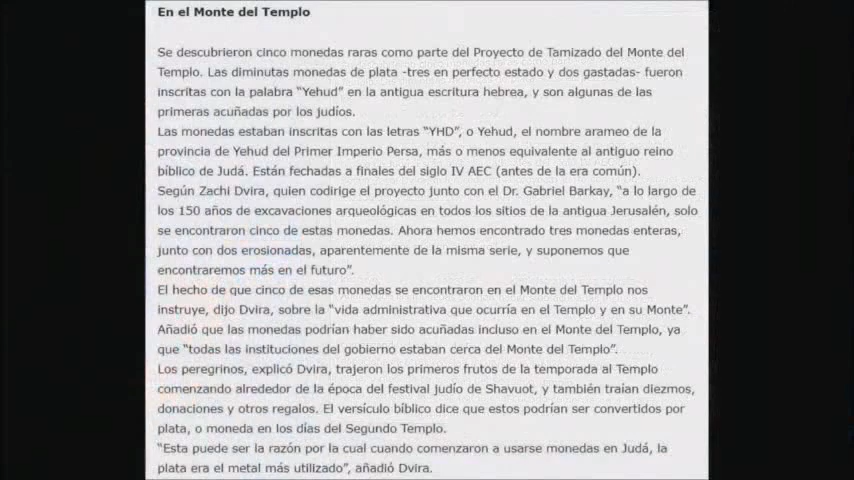 En el Monte del Templo
Se descubrieron cinco monedas raras como parte del Proyecto de Tamizado del Monte del
Templo. Las diminutas monedas de plata -tres en perfecto estado y dos gastadas- fueron
inscritas con la palabra “Yehud” en la antigua escritura hebrea, y son algunas de las
primeras acuñadas por los judíos.
Las monedas estaban inscritas con las letras “YHD”, o Yehud, el nombre arameo de la
provincia de Yehud del Primer Imperio Persa, más o menos equivalente al antiguo reino
bíblico de Judá. Están fechadas a finales del siglo IV AEC (antes de la era común).
Según Zachi Dvira, quien codirige el proyecto junto con el Dr. Gabriel Barkay, “a lo largo de
los 150 años de excavaciones arqueológicas en todos los sitios de la antigua Jerusalén, solo
se encontraron cinco de estas monedas. Ahora hemos encontrado tres monedas enteras,
junto con dos erosionadas, aparentemente de la misma serie, y suponemos que
encontraremos más en el futuro”.
El hecho de que cinco de esas monedas se encontraron en el Monte del Templo nos
instruye, dijo Dvira, sobre la “vida administrativa que ocurría en el Templo y en su Monte”.
Añadió que las monedas podrían haber sido acuñadas incluso en el Monte del Templo, ya
que “todas las instituciones del gobierno estaban cerca del Monte del Templo”.
Los peregrinos, explicó Dvira, trajeron los primeros frutos de la temporada al Templo
comenzando alrededor de la época del festival judío de Shavuot, y también traían diezmos,
donaciones y otros regalos. El versículo bíblico dice que estos podrían ser convertidos por
plata, o moneda en los días del Segundo Templo.
“Esta puede ser la razón por la cual cuando comenzaron a usarse monedas en Judá, la
plata era el metal más utilizado”, añadió Dvira.